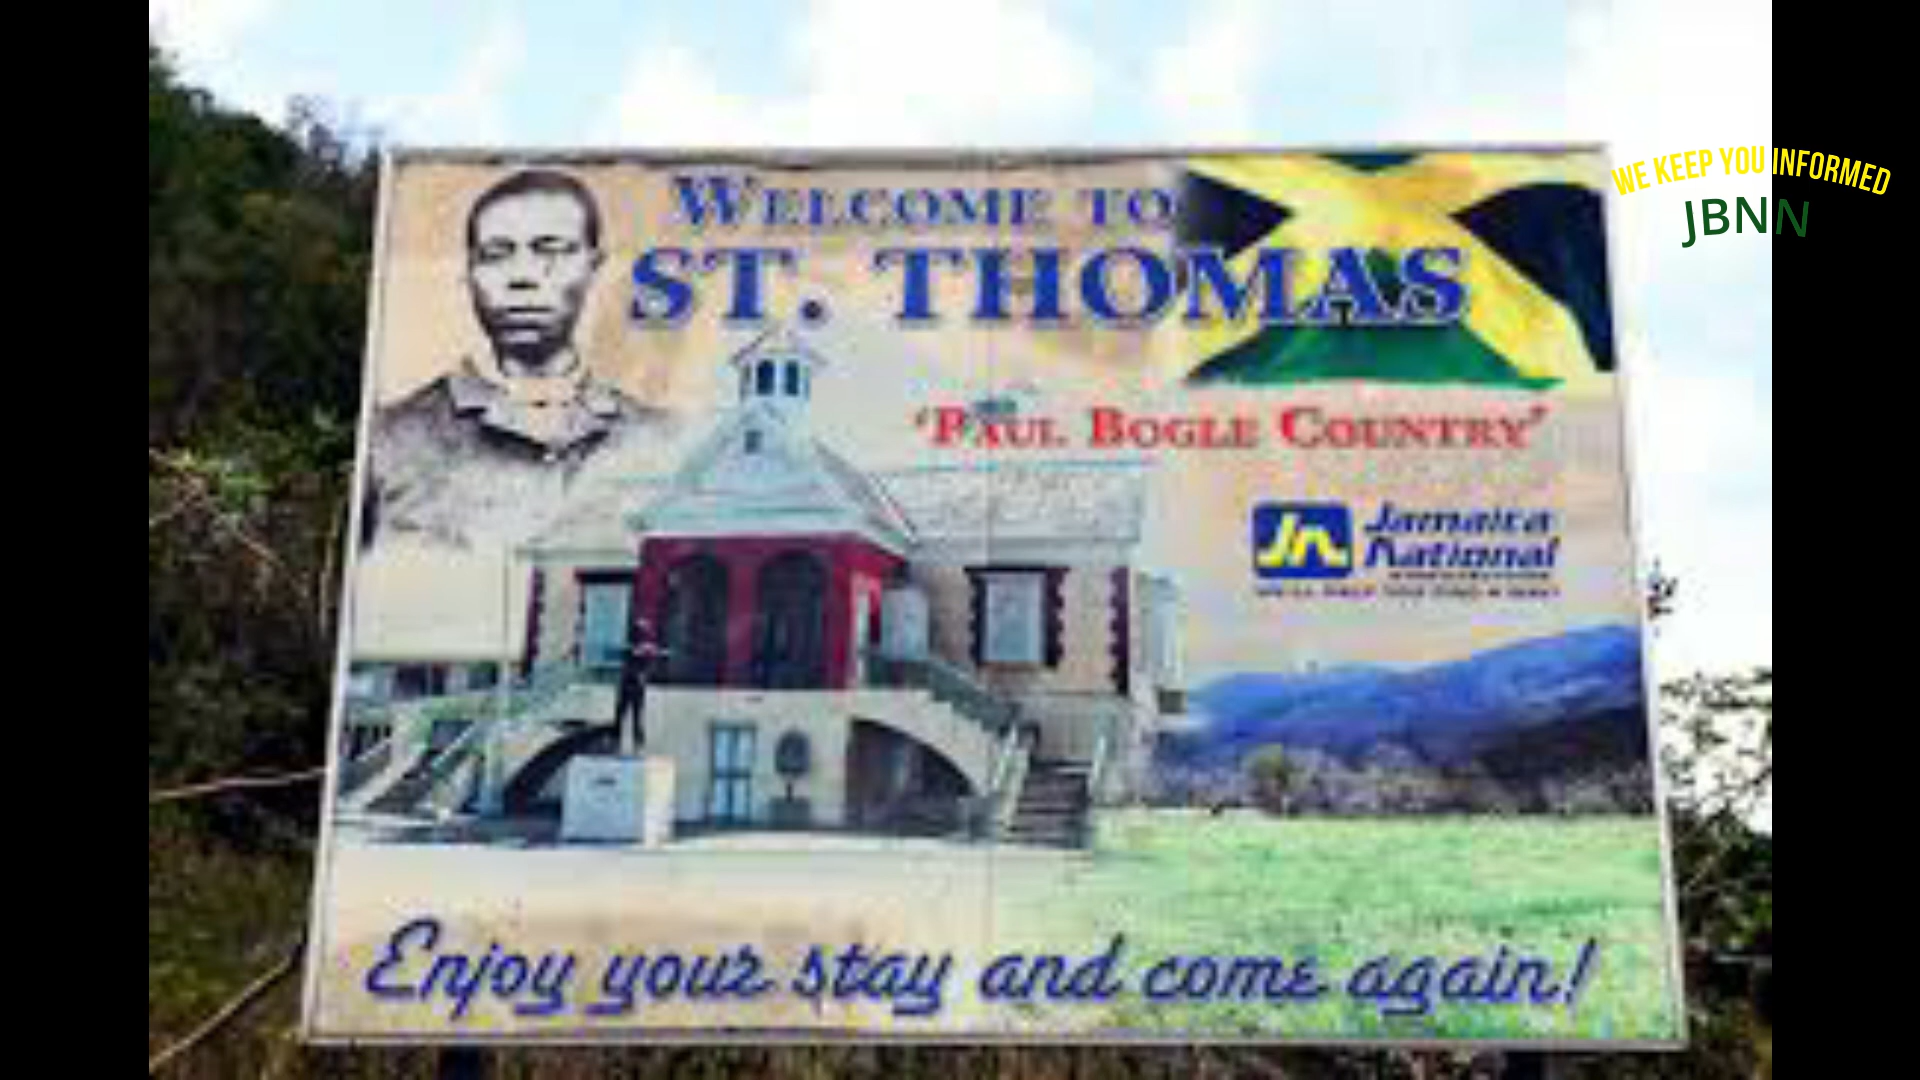 WELCOME TO
ST. THOMAS
'PAUL BOGLE COUNTRY'
Jn Jamaica
National
Enjoy your stay and come again!
WE KEEP YOU INFORMED
JBNN